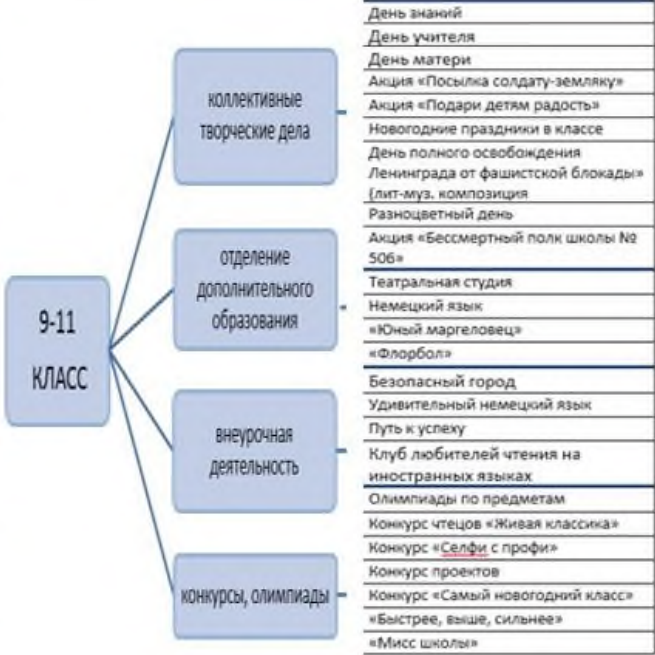 9-11
КЛАСС
коллективные
творческие дела
День знаний
День учителя
День матери
Акция «Посылка солдату-земляку»
Акция «Подари детям радость»
Новогодние праздники в классе
День полного освобождения
Ленинграда от фашистской блокады»
(лит-муз. композиция
Разноцветный день
Акция «Бессмертный полк школы №
506»
отделение
дополнительного
образования
Театральная студия
Немецкий язык
«Юный маргеловец»
«Флорбол»
внеурочная
деятельность
Безопасный город
Удивительный немецкий язык
Путь к успеху
Клуб любителей чтения на
иностранных языках
конкурсы, олимпиады
Олимпиады по предметам
Конкурс чтецов «Живая классика»
Конкурс «Селфи с профи»
Конкурс проектов
Конкурс «Самый новогодний класс»
«Быстрее, выше, сильнее»
«Мисс школы»